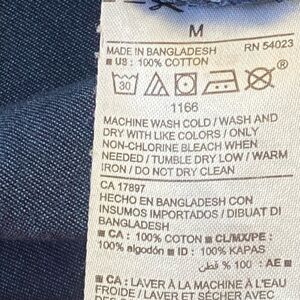 M
MADE IN BANGLADESH RN 54023
■ US : 100% COTTON
30
1166
MACHINE WASH COLD / WASH AND
DRY WITH LIKE COLORS / ONLY
NON-CHLORINE BLEACH WHEN
NEEDED / TUMBLE DRY LOW / WARM
IRON / DO NOT DRY CLEAN
CA 17897
HECHO EN BANGLADESH CON
INSUMOS IMPORTADOS / DIBUAT DI
BANGLADESH
■ CA : 100% COTON ■ CL/MX/PE :
100% algodón ■ ID : 100% KAPAS
■ AE : 100 % قطن
CA : LAVER À LA MACHINE À L'EAU
FROIDE / LAVER ET SÉCHER AVEC